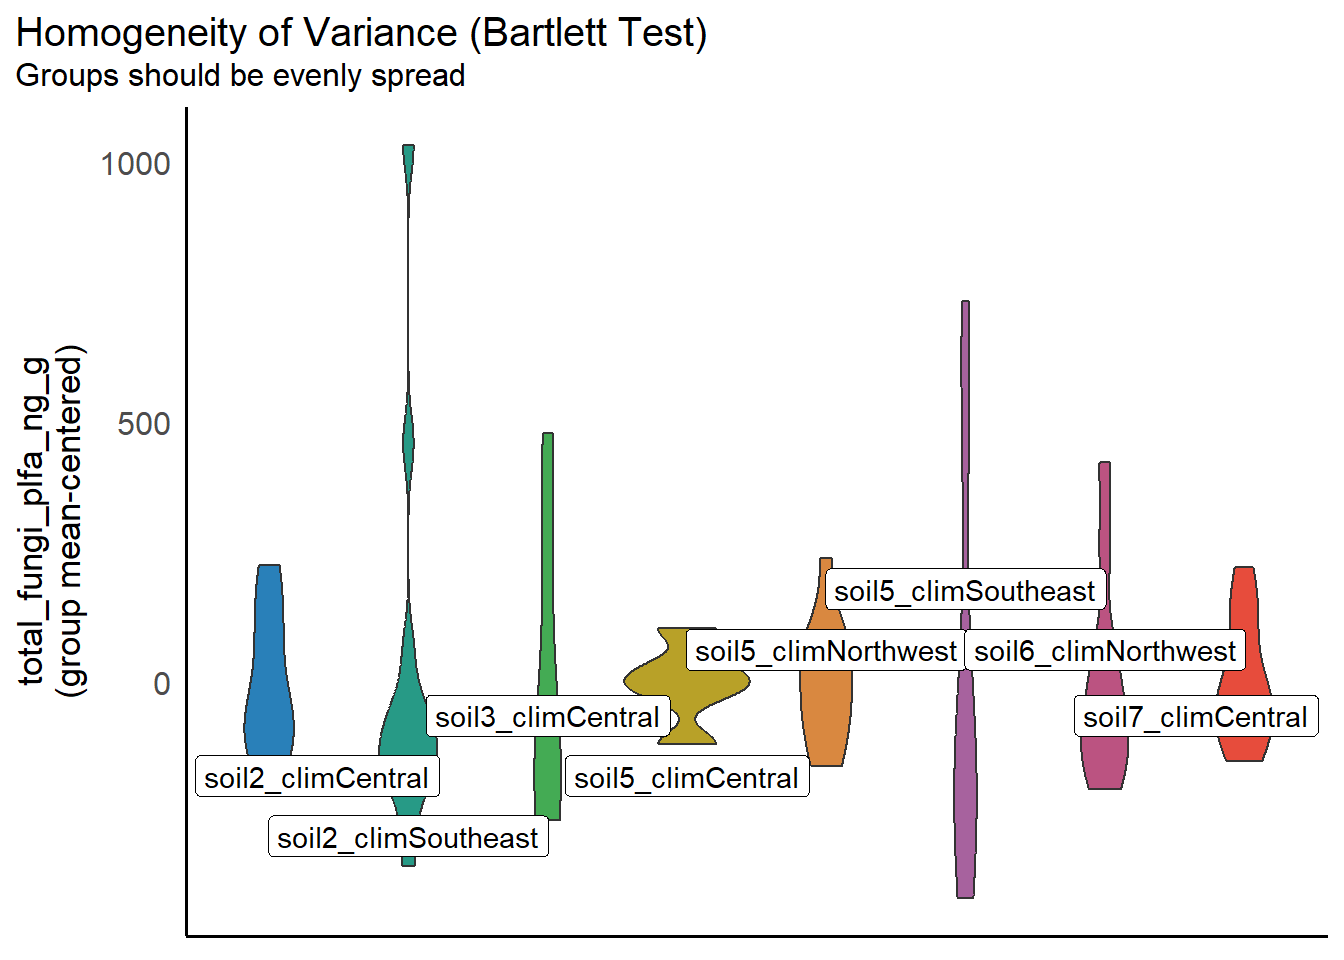 Homogeneity of Variance (Bartlett Test)
Groups should be evenly spread
total_fungi_plfa_ng_g
(group mean-centered)
1000
500
0
soil5_climSoutheast
soil5_climNorthwest
soil6_climNorthwest
soil3_climCentral
soil7_climCentral
soil2_climCentral
soil5_climCentral
soil2_climSoutheast